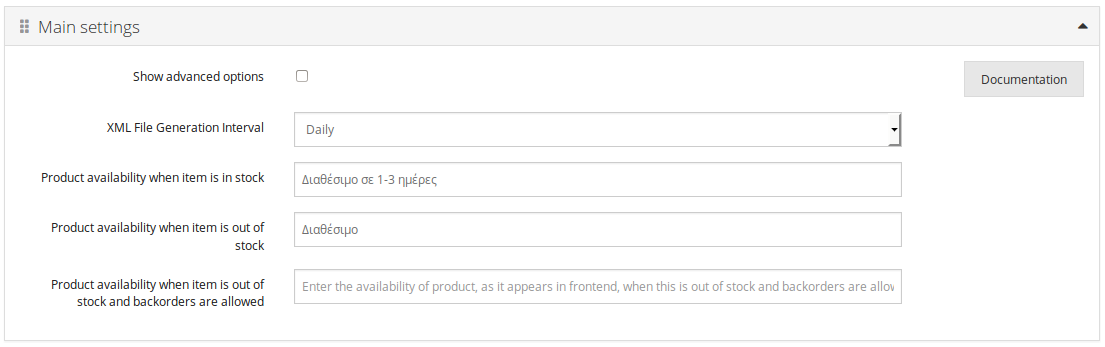 Main settings
Show advanced options
Documentation
XML File Generation Interval
Daily
Product availability when item is in stock
Διαθέσιμο σε 1-3 ημέρες
Product availability when item is out of
stock
Διαθέσιμο
Product availability when item is out of
stock and backorders are allowed
Enter the availability of product, as it appears in frontend, when this is out of stock and backorders are allow